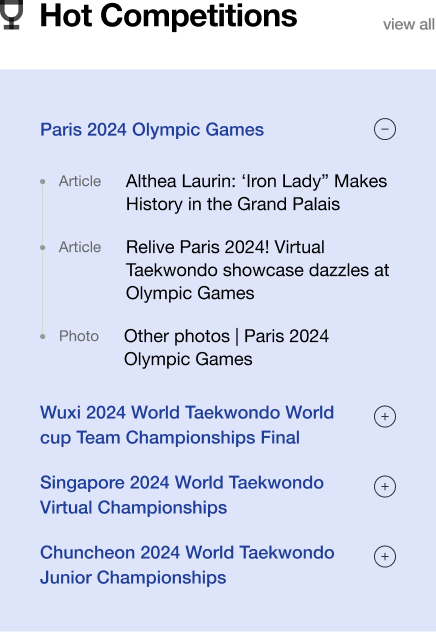 Hot Competitions
view all
Paris 2024 Olympic Games
Article
Althea Laurin: ‘Iron Lady” Makes
History in the Grand Palais
Article
Relive Paris 2024! Virtual
Taekwondo showcase dazzles at
Olympic Games
Photo
Other photos | Paris 2024
Olympic Games
Wuxi 2024 World Taekwondo World
cup Team Championships Final
Singapore 2024 World Taekwondo
Virtual Championships
Chuncheon 2024 World Taekwondo
Junior Championships